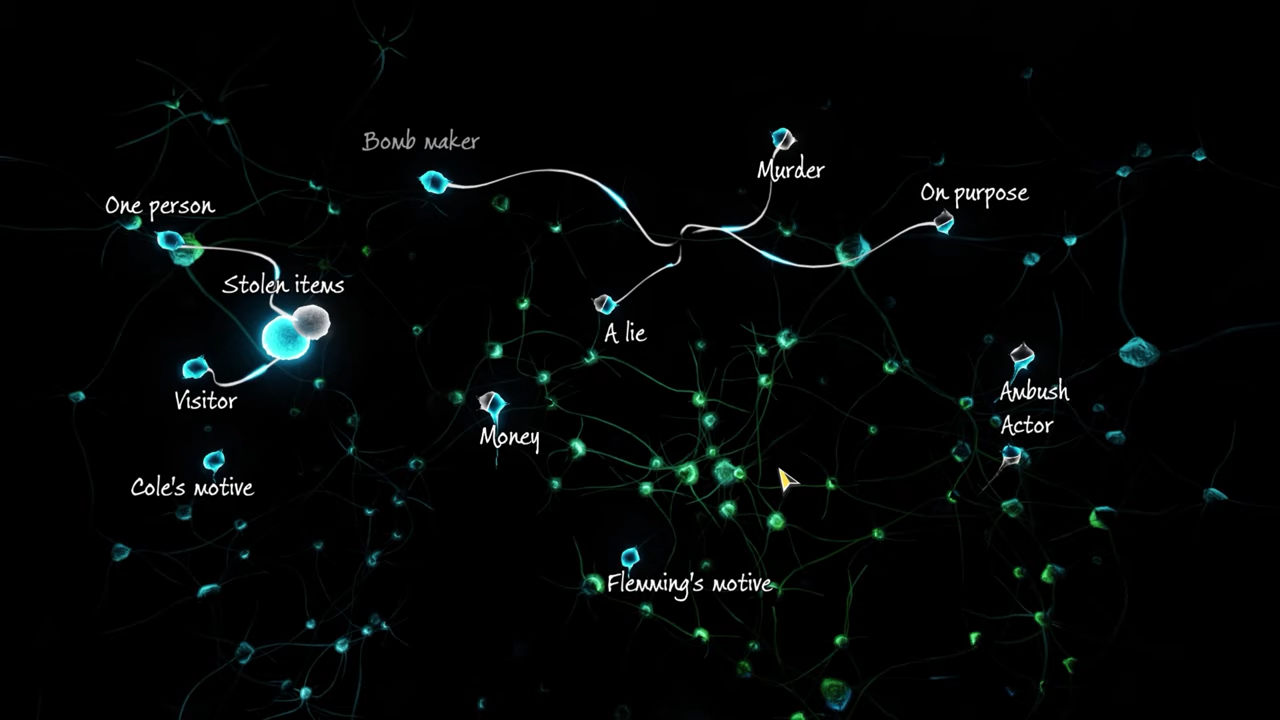 Bomb maker
Murder
On purpose
One person
Stolen items
A lie
Visitor
Ambush
Actor
Money
Cole's motive
Flemming's motive